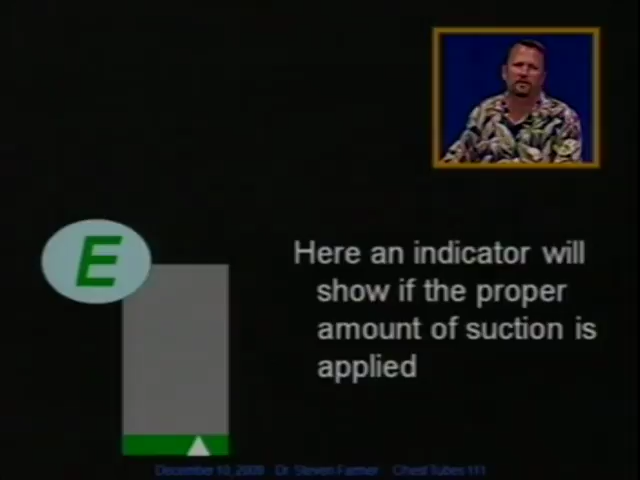 E
Here an indicator will
show if the proper
amount of suction is
applied
December 10, 2009 Dr. Steven Farmer Chest Tubes 111